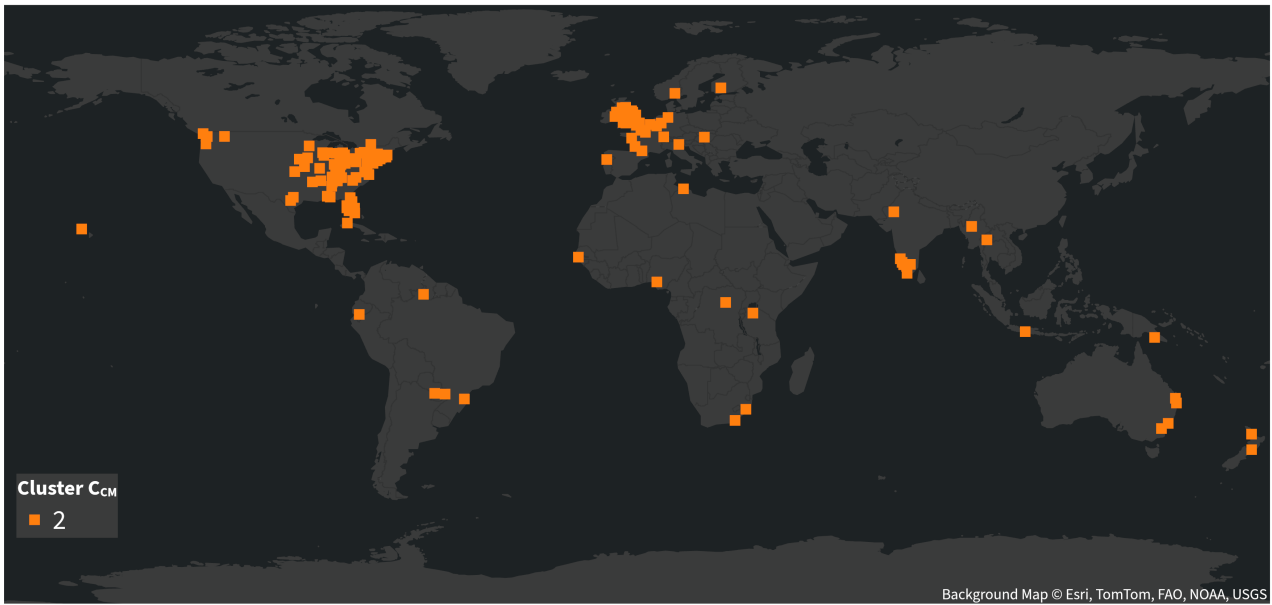 Cluster C_CM
2
Background Map © Esri, TomTom, FAO, NOAA, USGS